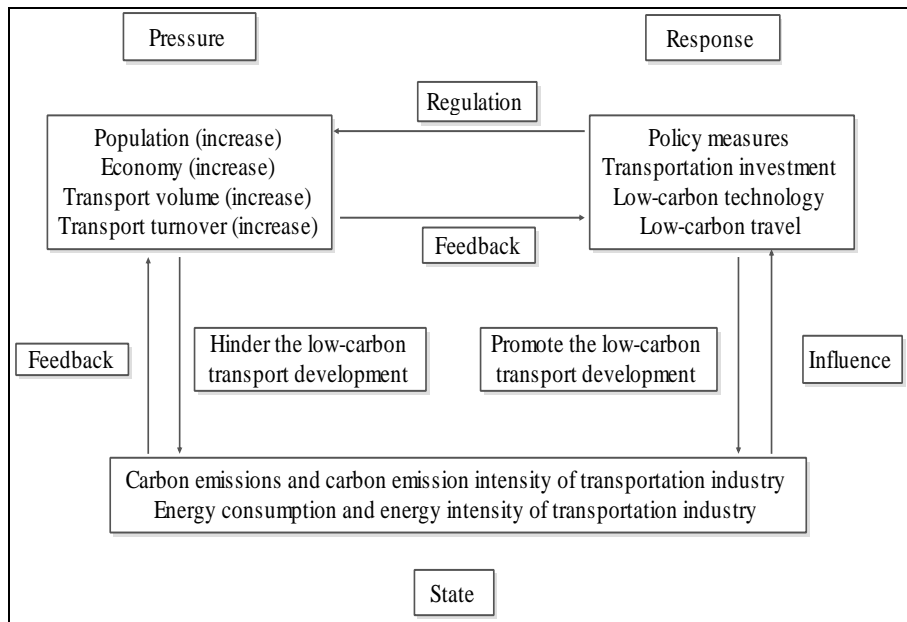 Pressure
Response
Regulation
Population (increase)
Economy (increase)
Transport volume (increase)
Transport turnover (increase)
Policy measures
Transportation investment
Low-carbon technology
Low-carbon travel
Feedback
Feedback
Hinder the low-carbon
transport development
Promote the low-carbon
transport development
Influence
Carbon emissions and carbon emission intensity of transportation industry
Energy consumption and energy intensity of transportation industry
State